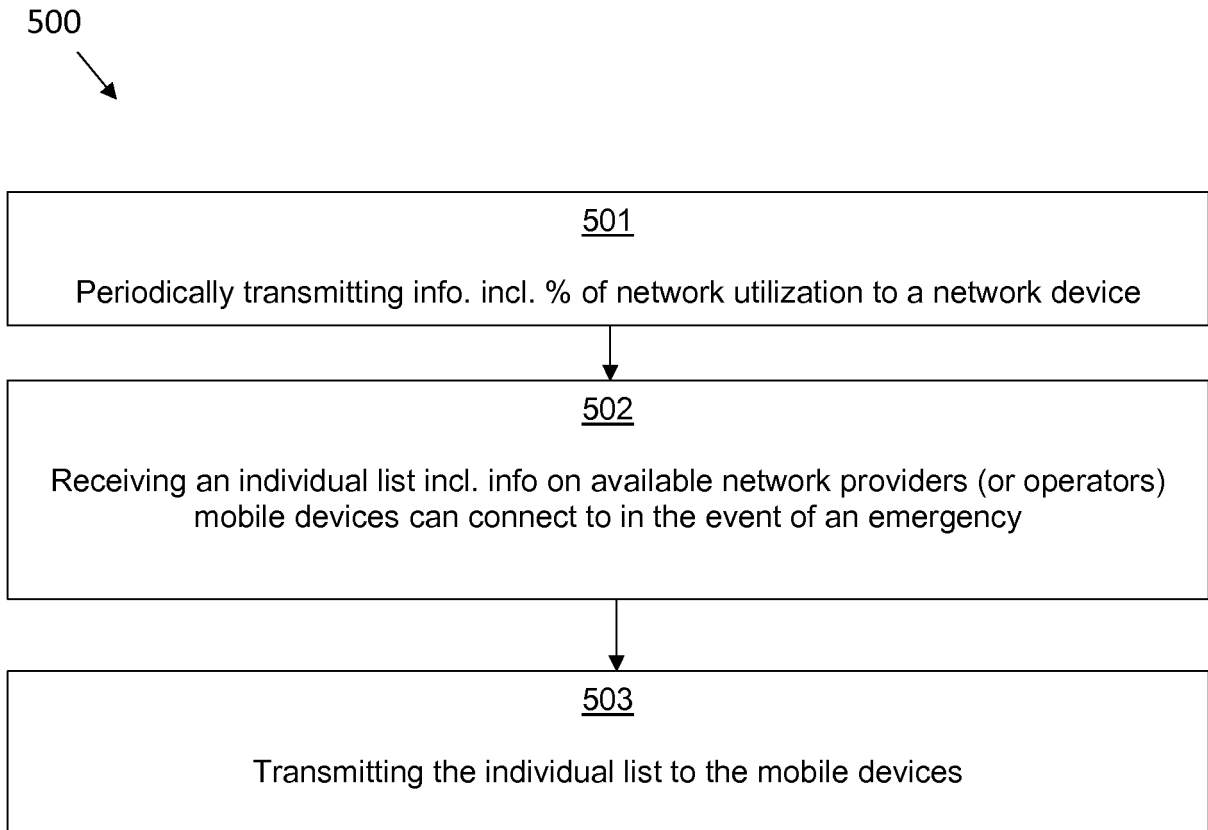 500
501
Periodically transmitting info. incl. % of network utilization to a network device
502
Receiving an individual list incl. info on available network providers (or operators)
mobile devices can connect to in the event of an emergency
503
Transmitting the individual list to the mobile devices